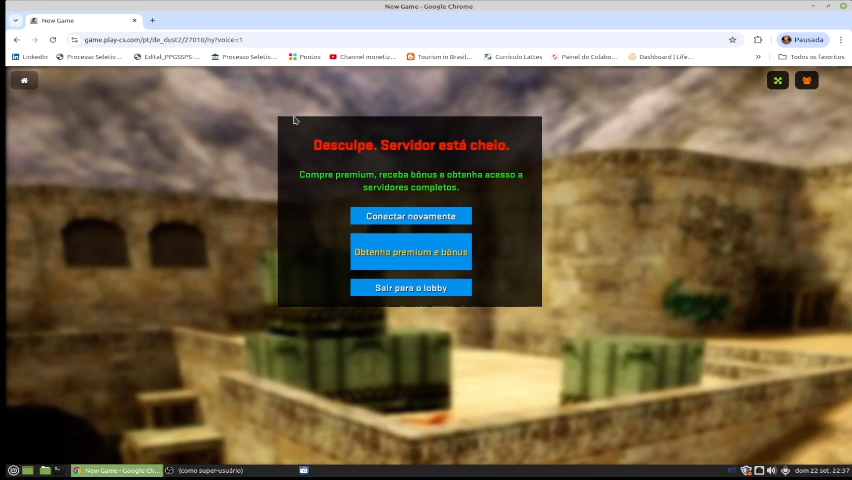 New Game - Google Chrome
New Game
game.play-cs.com/pt/de_dust2/27010/ny?voice=1
Pausada
LinkedIn
Processo Seletiv...
Edital_PPGSSPS-...
Processo Seletiv...
Pontos
Channel monetiz...
Tourism in Brasil...
Currículo Lattes
Painel do Colabo...
Dashboard | Life...
Todos os favoritos
Desculpe. Servidor está cheio.
Compre premium, receba bônus e obtenha acesso a
servidores completos.
Conectar novamente
Obtenha premium e bônus
Sair para o lobby
New Game - Google Ch...
(como super-usuário)
PT
dom 22 set, 22:37